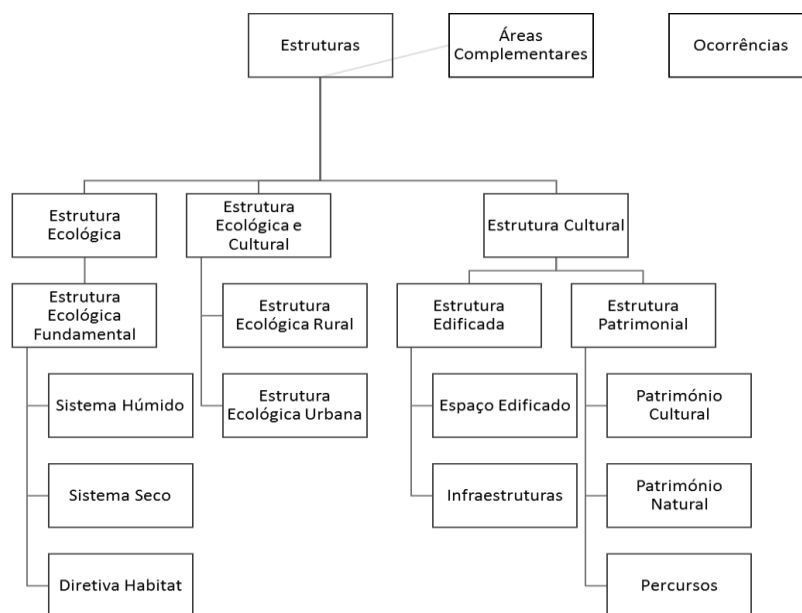 Estruturas
Áreas
Complementares
Ocorrências
Estrutura
Ecológica
Estrutura
Ecológica e
Cultural
Estrutura Cultural
Estrutura
Ecológica
Fundamental
Estrutura
Ecológica Rural
Estrutura
Edificada
Estrutura
Patrimonial
Sistema Húmido
Estrutura
Ecológica Urbana
Espaço Edificado
Património
Cultural
Sistema Seco
Infraestruturas
Património
Natural
Diretiva Habitat
Percursos